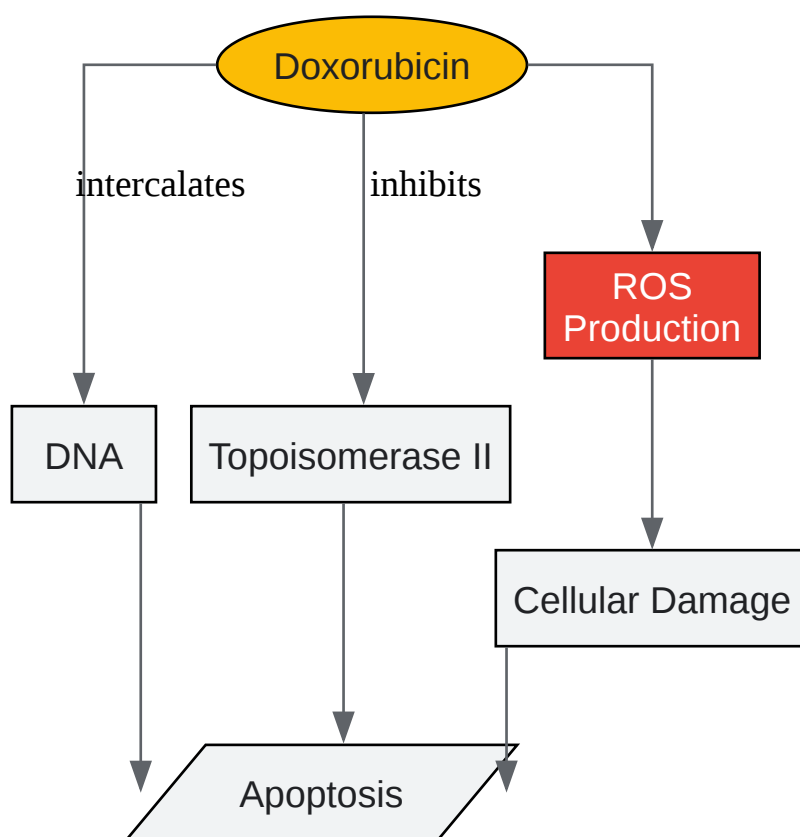 Doxorubicin
intercalates
inhibits
ROS
Production
DNA
Topoisomerase II
Cellular Damage
Apoptosis